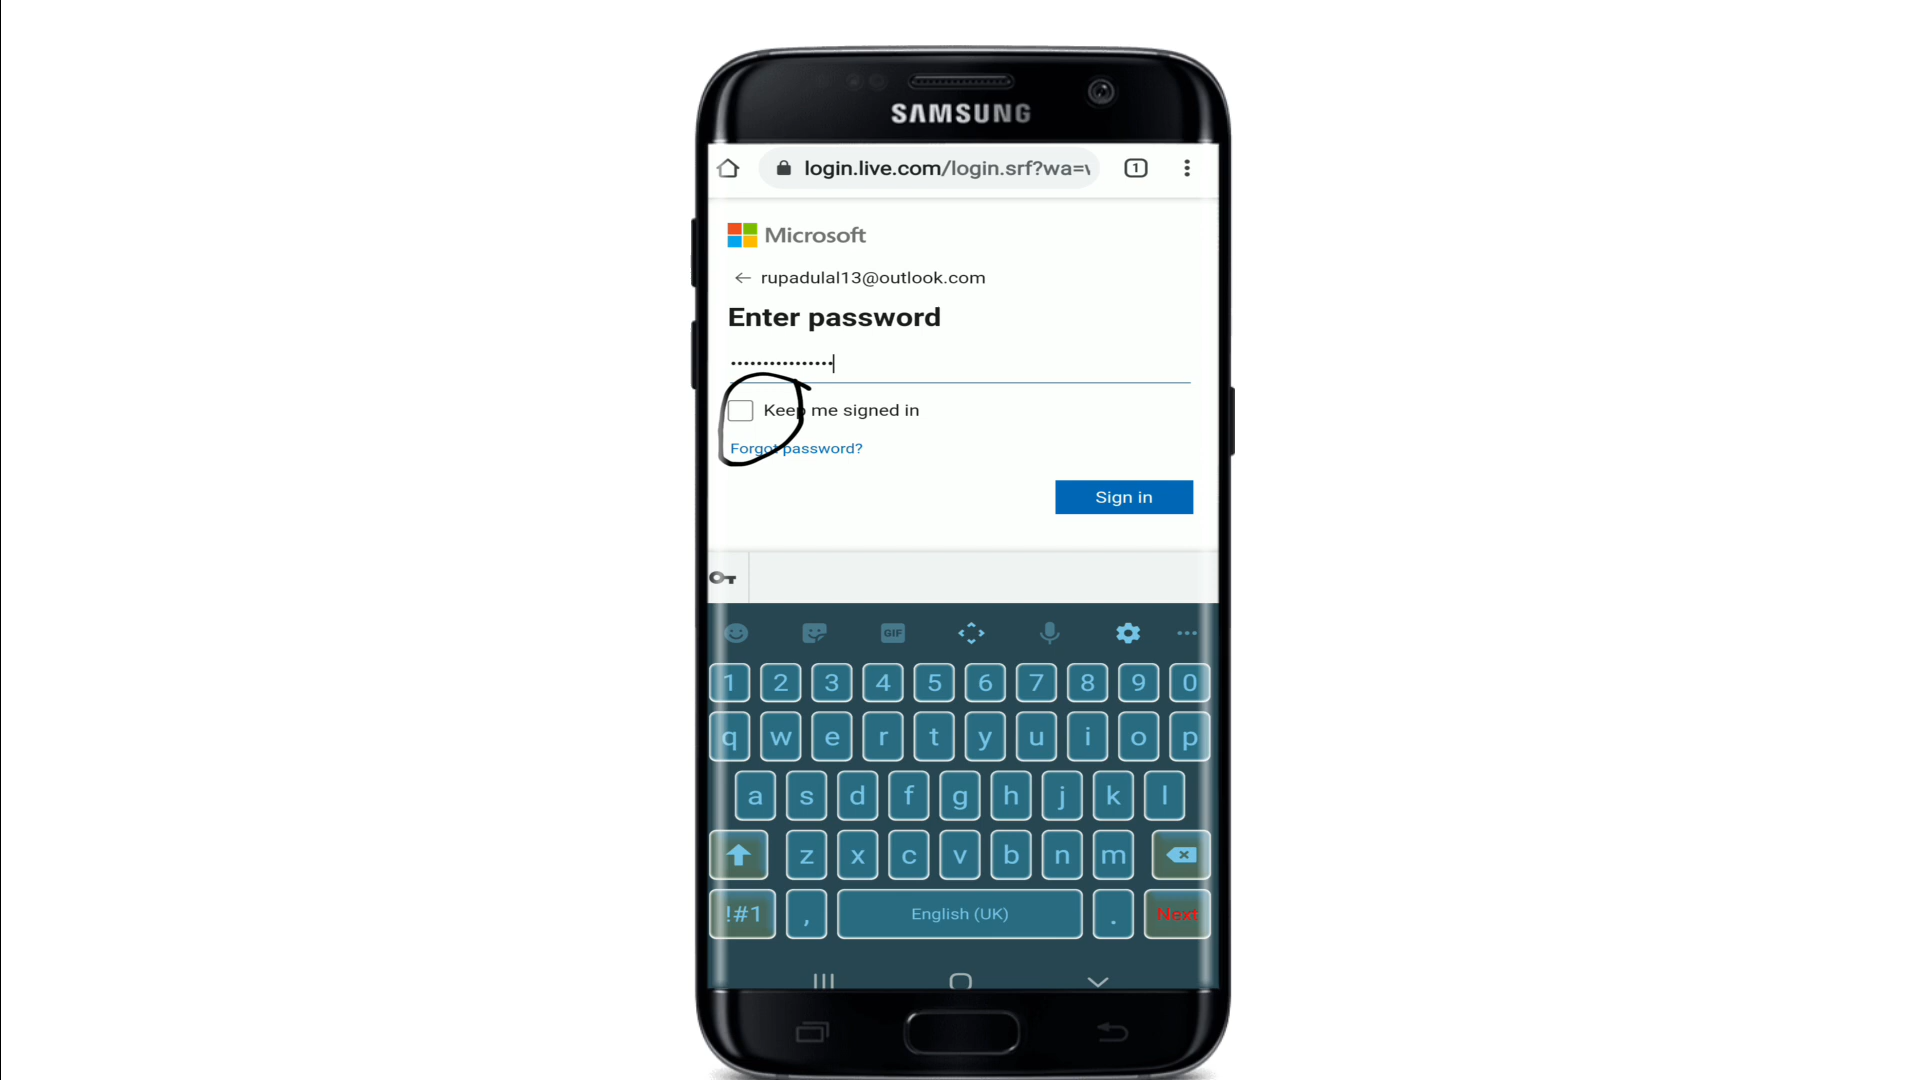 SAMSUNG
login.live.com/login.srf?wa=
1
Microsoft
rupadulal13@outlook.com
Enter password
Keep me signed in
Forgot password?
Sign in
GIF
1 2 3 4 5 6 7 8 9 0
q w e r t y u i o p
a s d f g h j k l
z x c v b n m
!#1 , English (UK) . Next